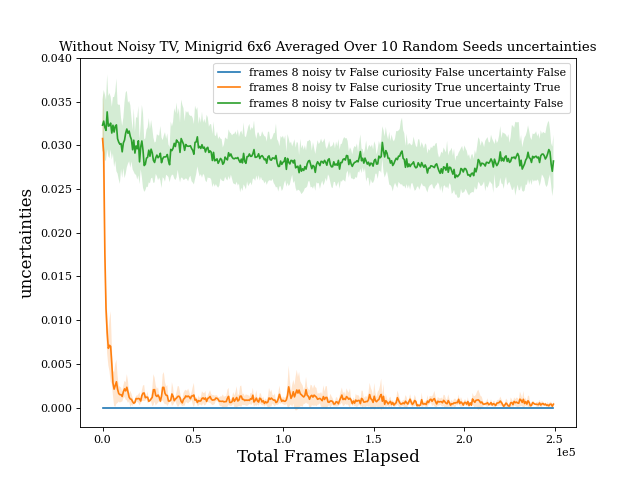 Without Noisy TV, Minigrid 6x6 Averaged Over 10 Random Seeds uncertainties
frames 8 noisy tv False curiosity False uncertainty False
frames 8 noisy tv False curiosity True uncertainty True
frames 8 noisy tv False curiosity True uncertainty False
uncertainties
0.040
0.035
0.030
0.025
0.020
0.015
0.010
0.005
0.000
0.0 0.5 1.0 1.5 2.0 2.5
1e5
Total Frames Elapsed